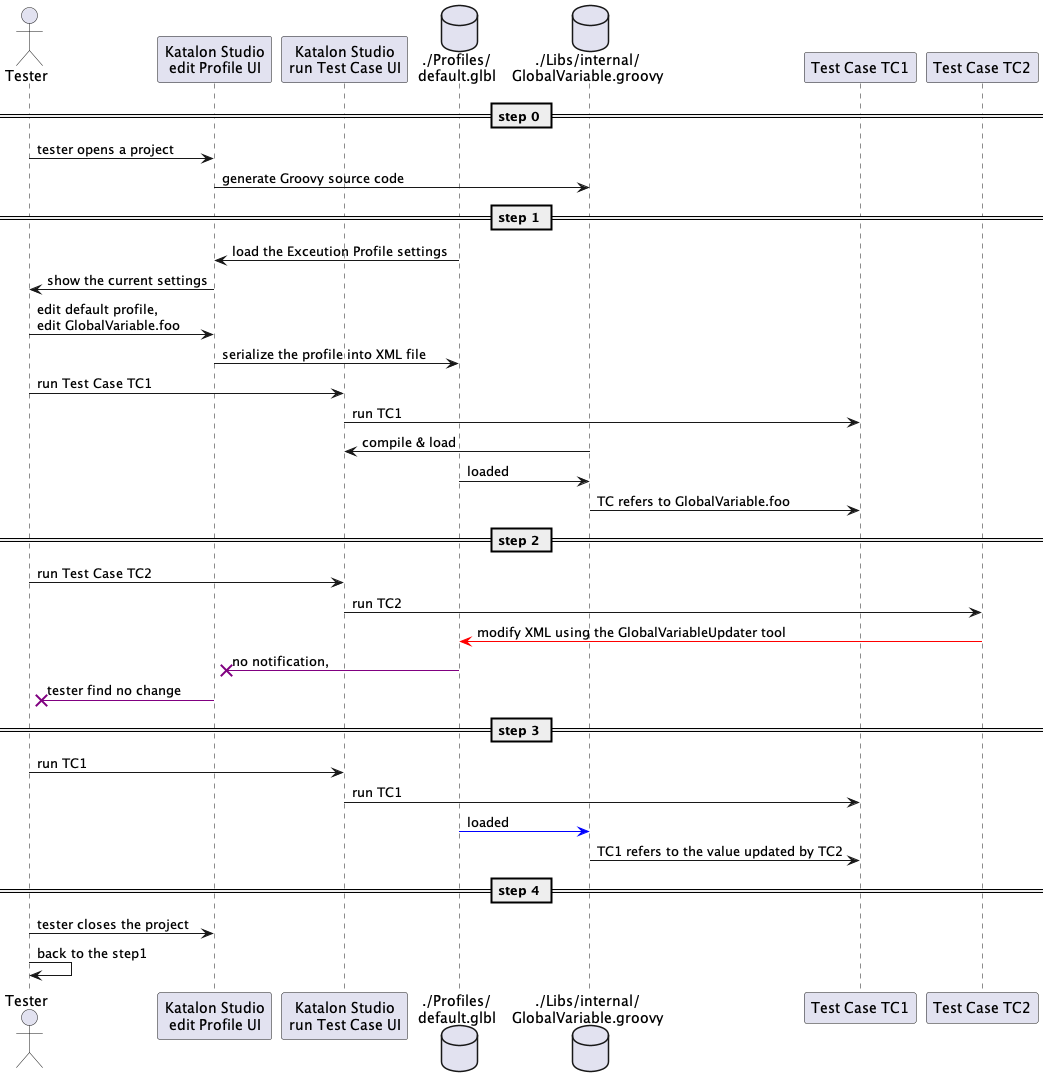 Tester
Katalon Studio
edit Profile UI
Katalon Studio
run Test Case UI
./Profiles/
default.glbl
./Libs/internal/
GlobalVariable.groovy
Test Case TC1
Test Case TC2
step 0
tester opens a project
generate Groovy source code
step 1
load the Exceution Profile settings
show the current settings
edit default profile,
edit GlobalVariable.foo
serialize the profile into XML file
run Test Case TC1
run TC1
compile & load
loaded
TC refers to GlobalVariable.foo
step 2
run Test Case TC2
run TC2
modify XML using the GlobalVariableUpdater tool
no notification,
tester find no change
step 3
run TC1
run TC1
loaded
TC1 refers to the value updated by TC2
step 4
tester closes the project
back to the step1
Tester
Katalon Studio
edit Profile UI
Katalon Studio
run Test Case UI
./Profiles/
default.glbl
./Libs/internal/
GlobalVariable.groovy
Test Case TC1
Test Case TC2